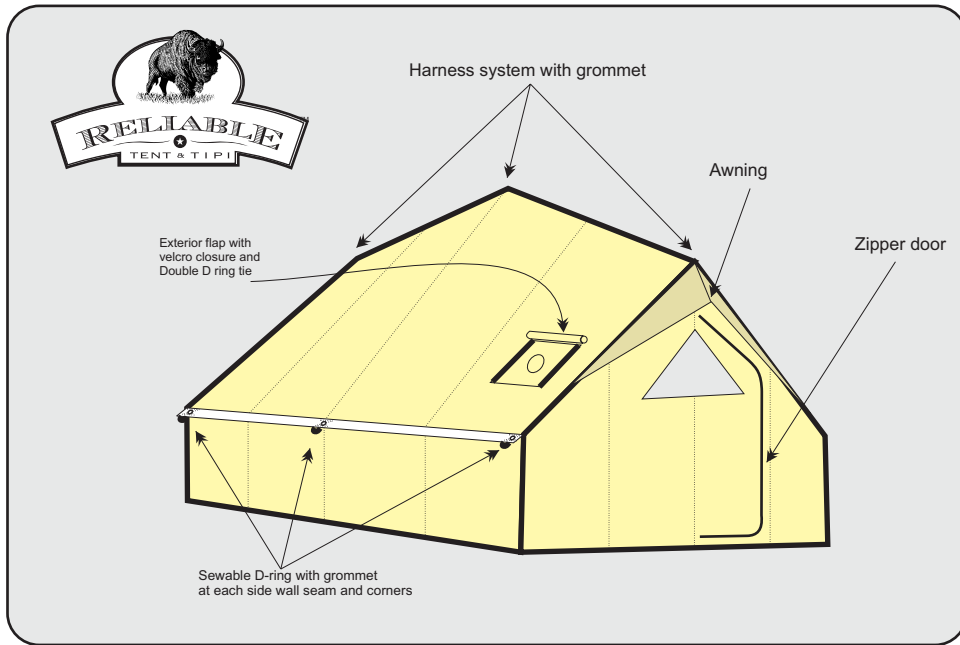 RELIABLE
TENT & TIPI
Harness system with grommet
Awning
Zipper door
Exterior flap with
velcro closure and
Double D ring tie
Sewable D-ring with grommet
at each side wall seam and corners